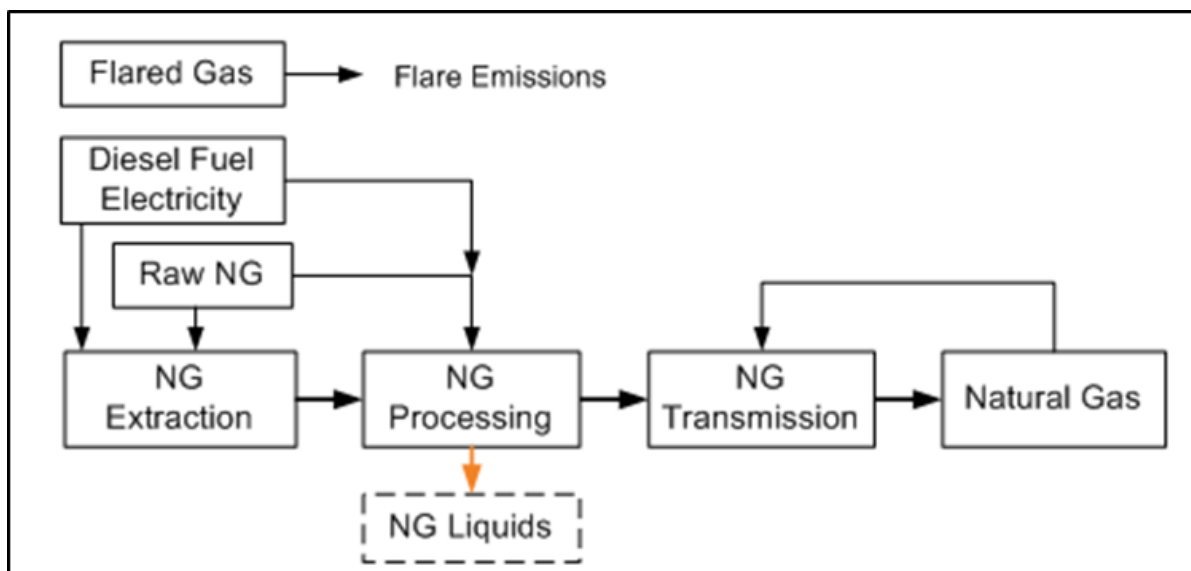 Flared Gas
Flare Emissions
Diesel Fuel
Electricity
Raw NG
NG
Extraction
NG
Processing
NG
Transmission
Natural Gas
NG Liquids